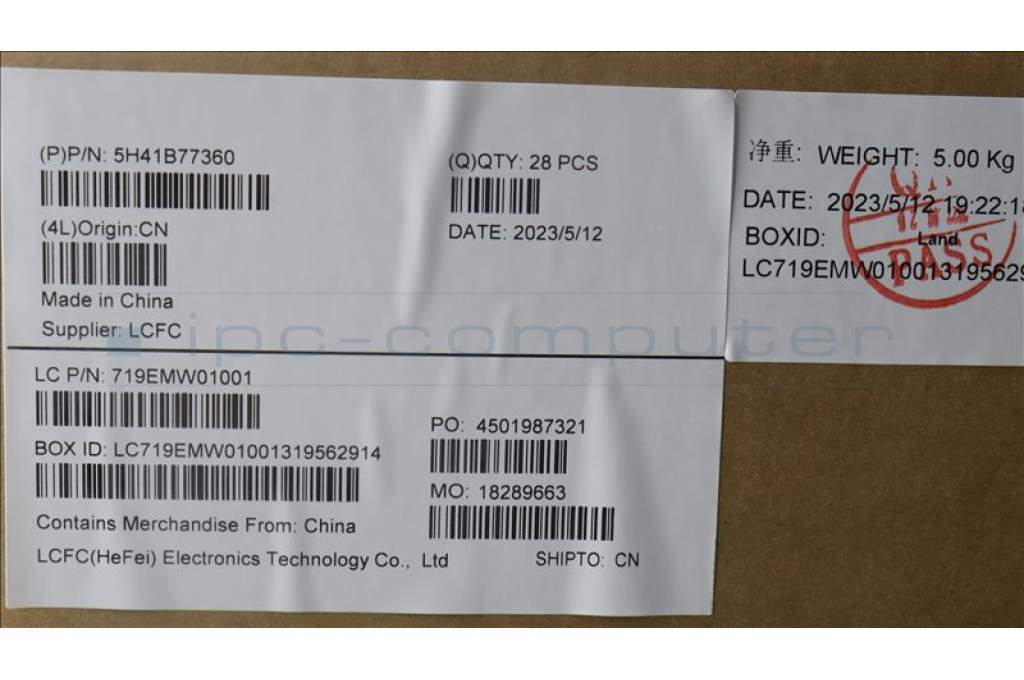 (P)P/N: 5H41B77360
(Q)QTY: 28 PCS
(4L)Origin:CN
DATE: 2023/5/12
Made in China
Supplier: LCFC
LC P/N: 719EMW01001
PO: 4501987321
BOX ID: LC719EMW01001319562914
MO: 18289663
Contains Merchandise From: China
LCFC(HeFei) Electronics Technology Co., Ltd
SHIPTO: CN
净重: WEIGHT: 5.00 Kg
DATE: 2023/5/12 19:22:1
BOXID:
Land
LC719EMW010013195629
PASS
ipc-computer